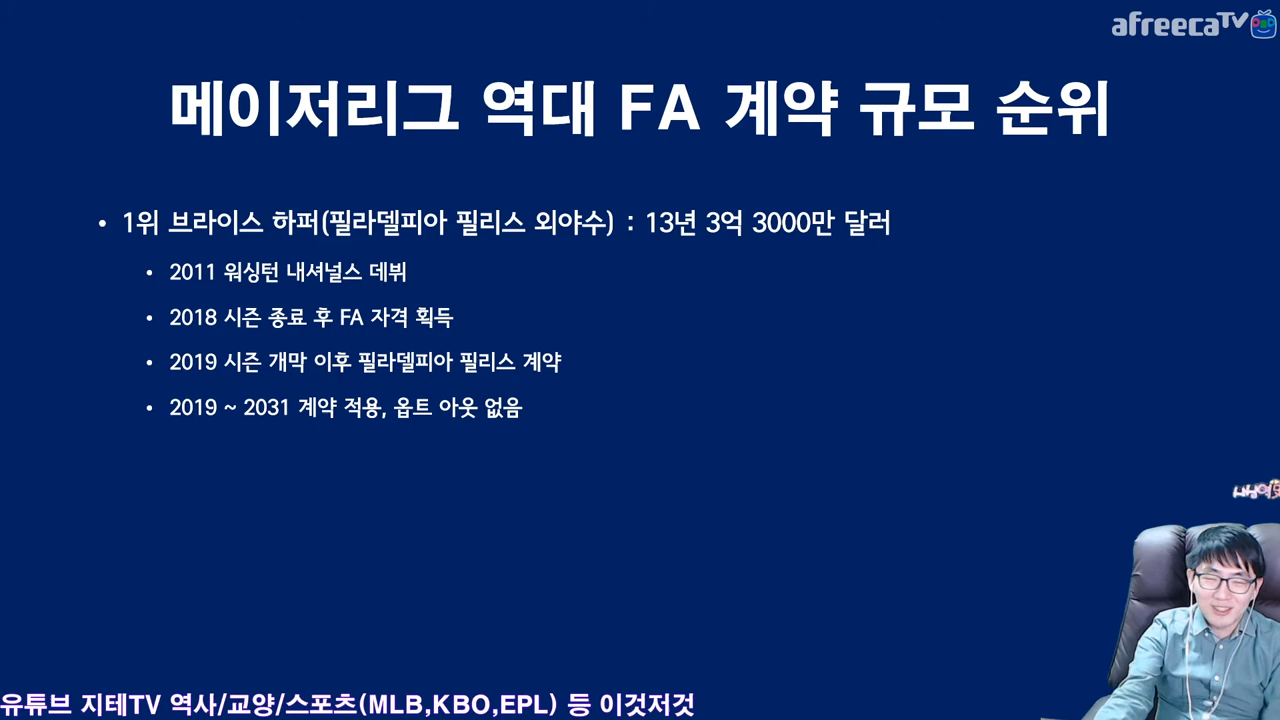 afreecaTV
메이저리그 역대 FA 계약 규모 순위
• 1위 브라이스 하퍼(필라델피아 필리스 외야수) : 13년 3억 3000만 달러
• 2011 워싱턴 내셔널스 데뷔
• 2018 시즌 종료 후 FA 자격 획득
• 2019 시즌 개막 이후 필라델피아 필리스 계약
• 2019 ~ 2031 계약 적용, 옵트 아웃 없음
유튜브 지테TV 역사/교양/스포츠(MLB,KBO,EPL) 등 이것저것